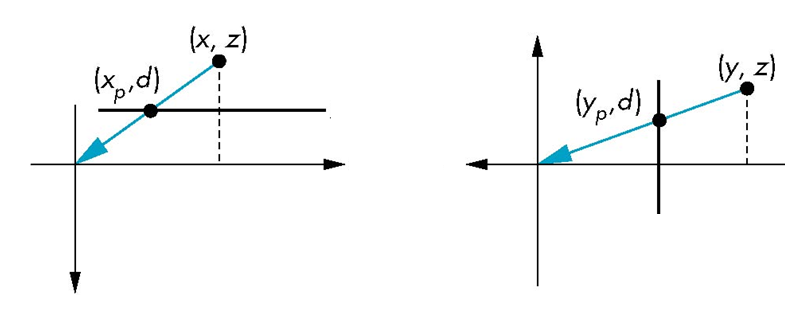 (x, z)
(xₚ,d)
(y, z)
(yₚ,d)